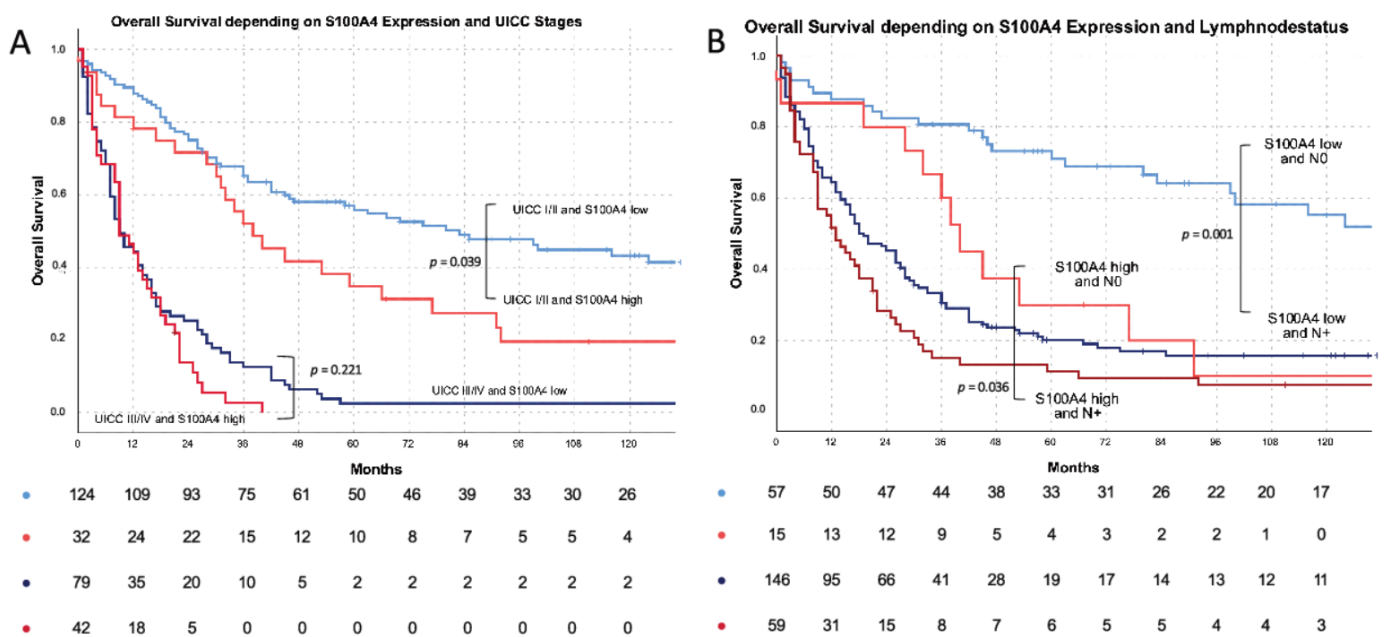 A
Overall Survival depending on S100A4 Expression and UICC Stages
Overall Survival
1.0
0.8
0.6
0.4
0.2
0.0
UICC I/II and S100A4 low
p = 0.039
UICC I/II and S100A4 high
p = 0.221
UICC III/IV and S100A4 low
UICC III/IV and S100A4 high
0 12 24 36 48 60 72 84 96 108 120
Months
124 109 93 75 61 50 46 39 33 30 26
32 24 22 15 12 10 8 7 5 5 4
79 35 20 10 5 2 2 2 2 2 2
42 18 5 0 0 0 0 0 0 0 0
B
Overall Survival depending on S100A4 Expression and Lymphnodestatus
Overall Survival
1.0
0.8
0.6
0.4
0.2
0.0
S100A4 low
and N0
p = 0.001
S100A4 high
and N0
S100A4 low
and N+
p = 0.036
S100A4 high
and N+
0 12 24 36 48 60 72 84 96 108 120
Months
57 50 47 44 38 33 31 26 22 20 17
15 13 12 9 5 4 3 2 2 1 0
146 95 66 41 28 19 17 14 13 12 11
59 31 15 8 7 6 5 5 4 4 3